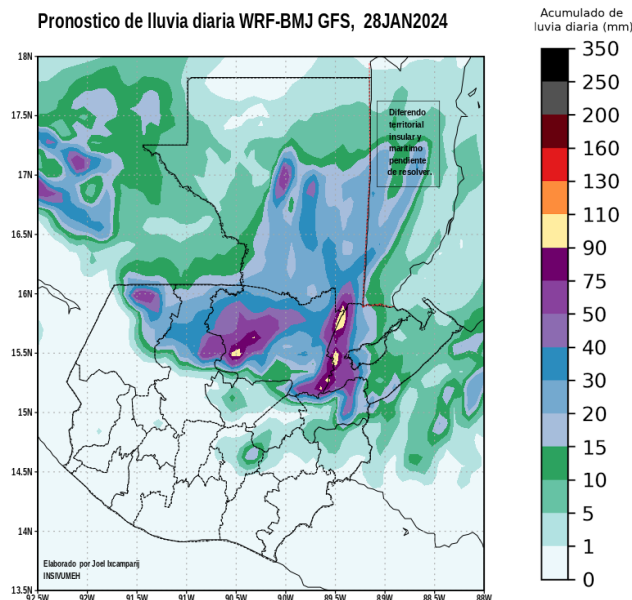 Pronostico de lluvia diaria WRF-BMJ GFS, 28JAN2024
Acumulado de
lluvia diaria (mm)
350
250
200
160
130
110
90
75
50
40
30
20
15
10
5
1
0
18N
17.5N
17N
16.5N
16N
15.5N
15N
14.5N
14N
13.5N
Diferendo
territorial
insular y
marítimo
pendiente
de resolver.
Elaborado por Joel Ixcamparij
INSIVUMEH
92.5W 92W 91.5W 91W 90.5W 90W 89.5W 89W 88.5W 88W